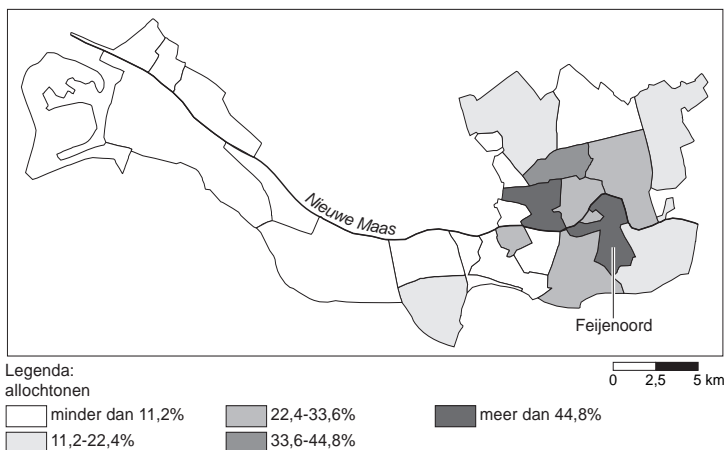 Nieuwe Maas
Feijenoord
Legenda:
allochtonen
0 2,5 5 km
minder dan 11,2%
22,4-33,6%
meer dan 44,8%
11,2-22,4%
33,6-44,8%